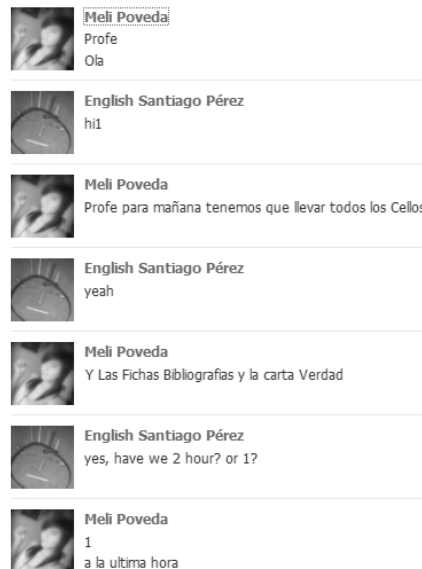 Meli Poveda
Profe
Ola
English Santiago Pérez
hi1
Meli Poveda
Profe para mañana tenemos que llevar todos los Cellos
English Santiago Pérez
yeah
Meli Poveda
Y Las Fichas Bibliografias y la carta Verdad
English Santiago Pérez
yes, have we 2 hour? or 1?
Meli Poveda
1
a la ultima hora